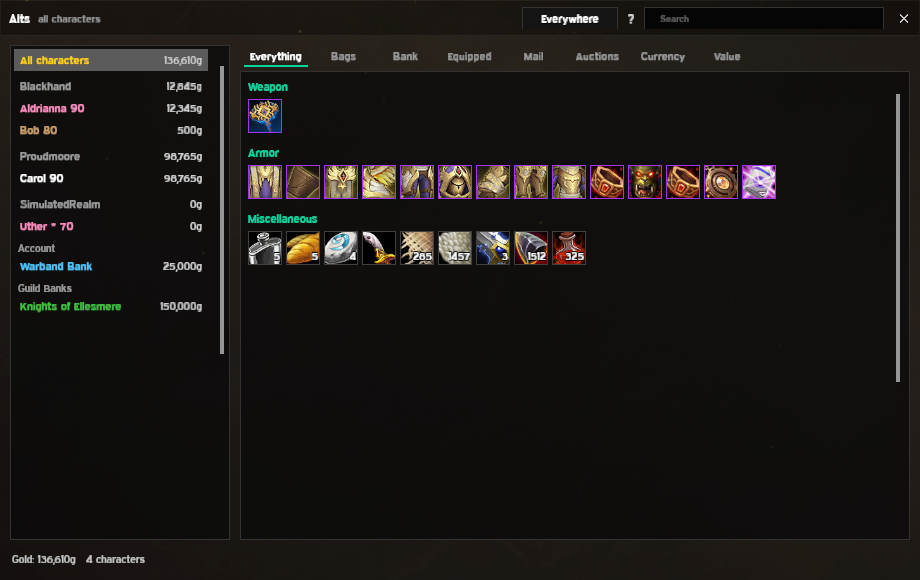 Alts all characters
Everywhere
?
Search
All characters 136,610g
Blackhand 12,845g
Aldrianna 90 12,345g
Bob 80 500g
Proudmoore 98,765g
Carol 90 98,765g
SimulatedRealm 0g
Uther * 70 0g
Account
Warband Bank 25,000g
Guild Banks
Knights of Ellesmere 150,000g
Everything Bags Bank Equipped Mail Auctions Currency Value
Weapon
Armor
Miscellaneous
5 5 4 285 1457 3 1512 325
Gold: 136,610g 4 characters